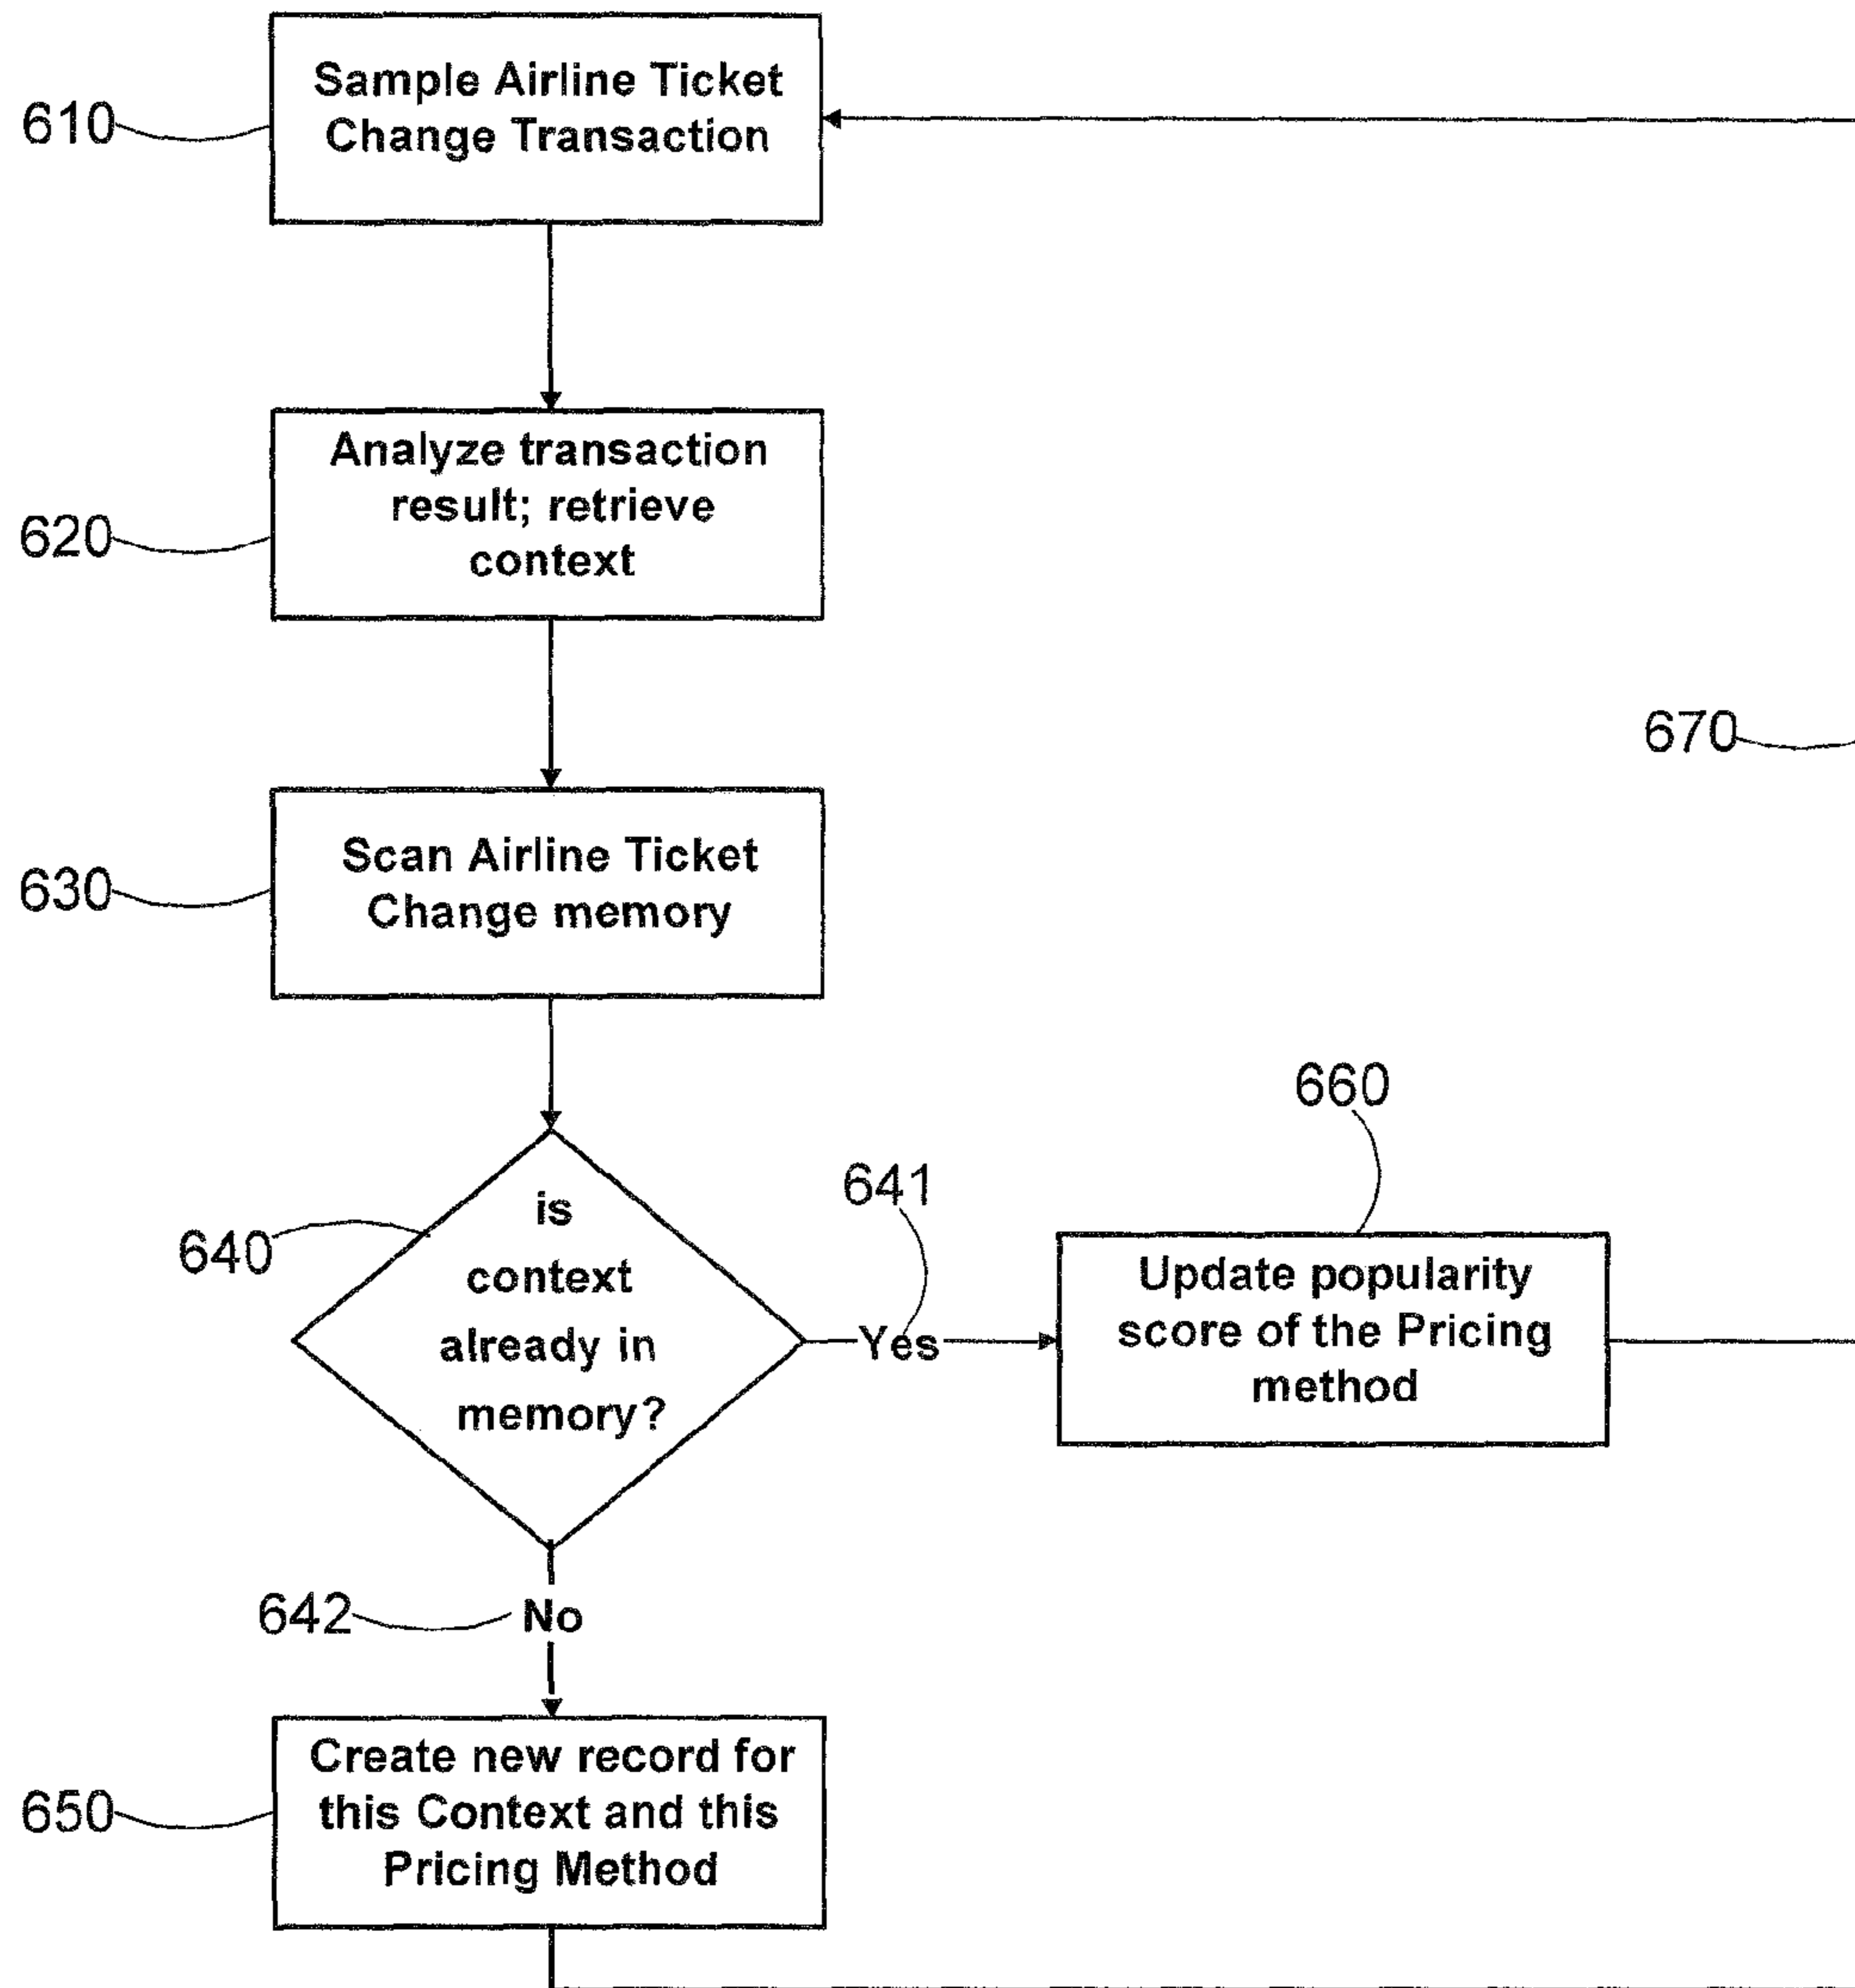 610
Sample Airline Ticket
Change Transaction
620
Analyze transaction
result; retrieve
context
670
630
Scan Airline Ticket
Change memory
660
641
640
is
context
already in
memory?
Yes
Update popularity
score of the Pricing
method
642
No
650
Create new record for
this Context and this
Pricing Method